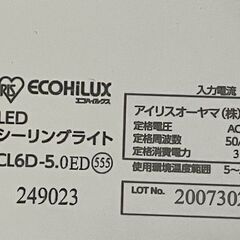 IRIS ECOHiLUX
エコハイルクス
LED
シーリングライト
CL6D-5.0ED 555
249023
入力電流
アイリスオーヤマ(株)
定格電圧 AC
定格周波数 50/
定格消費電力 3
使用環境温度範囲 5~
LOT No. 2007302